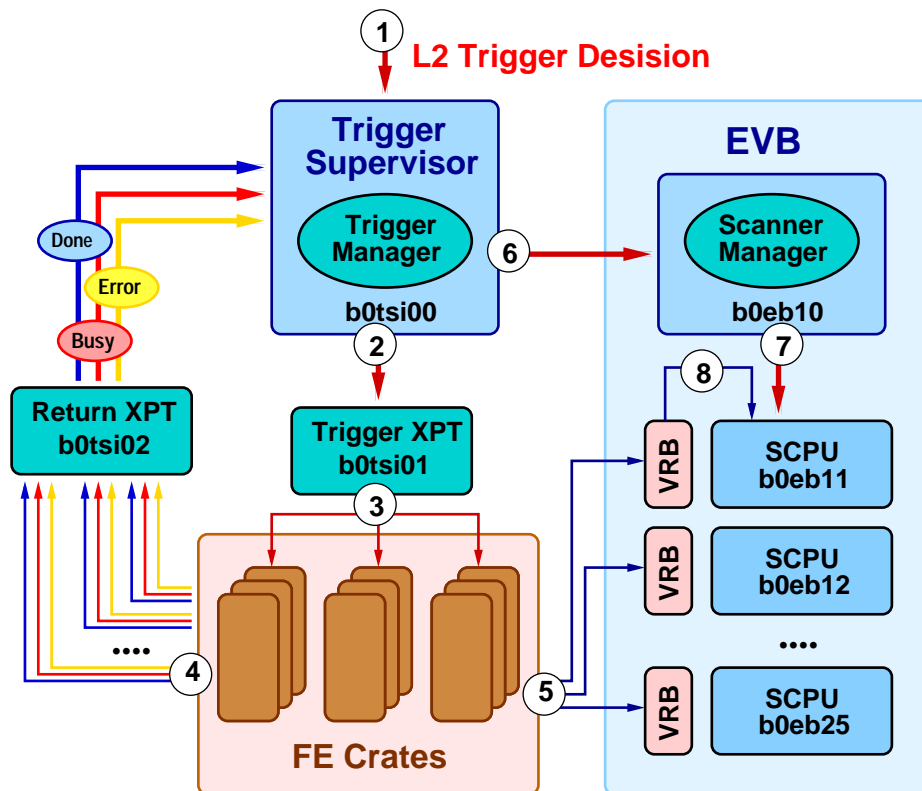 1
L2 Trigger Desision
Trigger
Supervisor
Trigger
Manager
b0tsi00
EVB
Scanner
Manager
b0eb10
6
Done
Error
Busy
2
7
8
Return XPT
b0tsi02
Trigger XPT
b0tsi01
VRB
SCPU
b0eb11
3
VRB
SCPU
b0eb12
....
....
4
5
VRB
SCPU
b0eb25
FE Crates